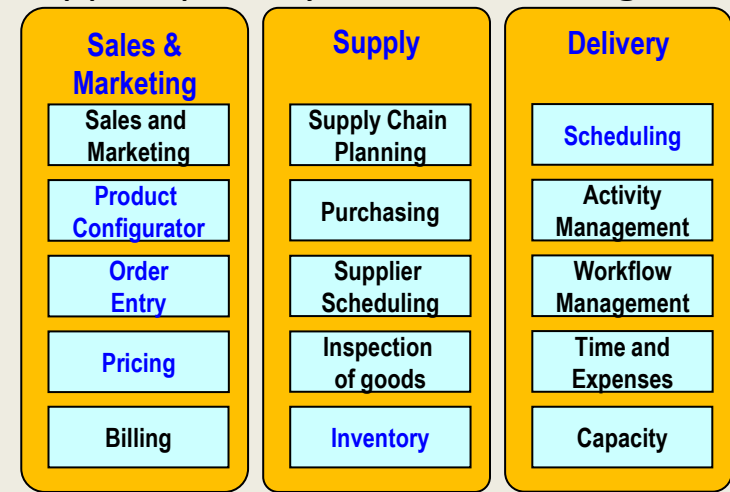 Sales &
Marketing
Sales and
Marketing
Product
Configurator
Order
Entry
Pricing
Billing
Supply
Supply Chain
Planning
Purchasing
Supplier
Scheduling
Inspection
of goods
Inventory
Delivery
Scheduling
Activity
Management
Workflow
Management
Time and
Expenses
Capacity